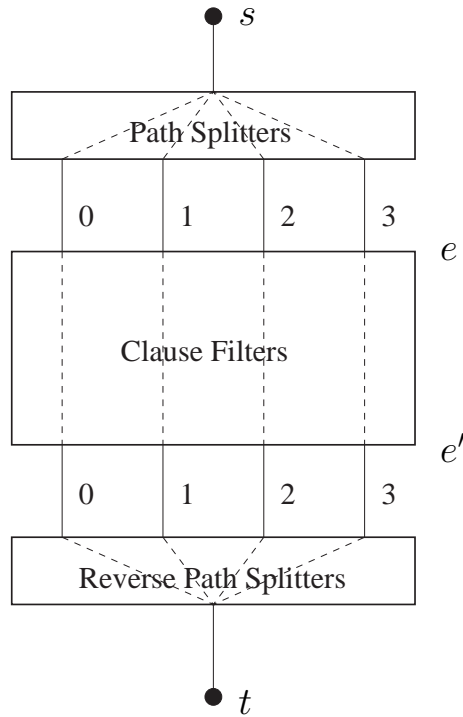 s
Path Splitters
0 1 2 3
e
Clause Filters
e′
0 1 2 3
Reverse Path Splitters
t